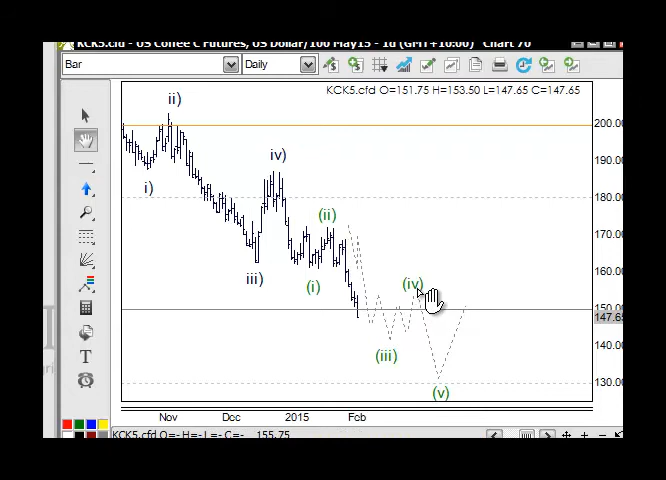 KCK5.cfd - US Coffee C Futures, US Dollar/100 May15 - 1d (GMT+10:00) Chart 70
Bar
Daily
KCK5.cfd O=151.75 H=153.50 L=147.65 C=147.65
ii)
200.00
iv)
190.00
i)
180.00
(ii)
170.00
iii)
(i)
160.00
(iv)
150.00
147.65
(iii)
140.00
(v)
130.00
T
Nov
Dec
2015
Feb
KCK5.cfd O=- H=- L=- C=- 155.75